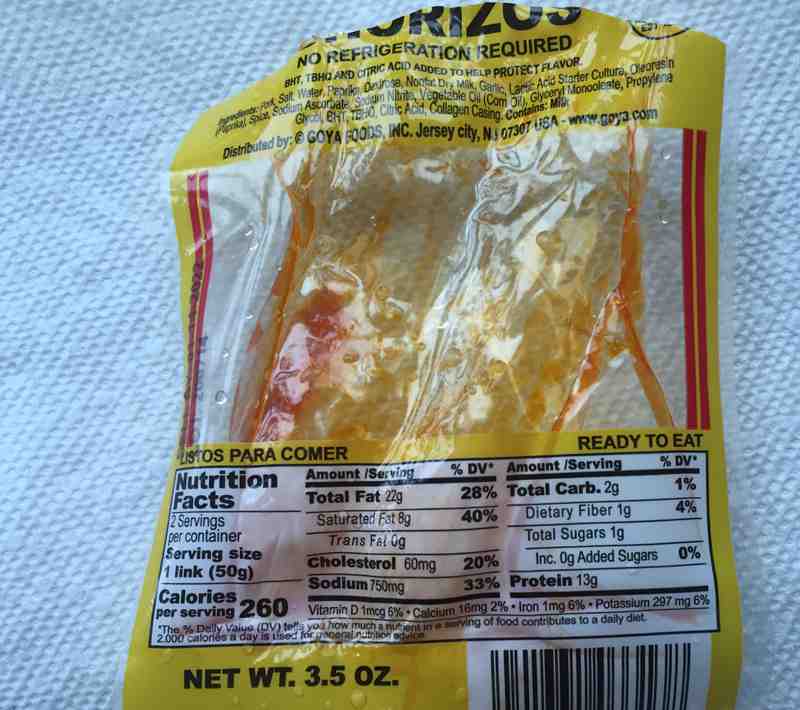 NO REFRIGERATION REQUIRED
BHT, TBHQ AND CITRIC ACID ADDED TO HELP PROTECT FLAVOR.
Ingredients: Pork, Salt, Water, Paprika, Dextrose, Nonfat Dry Milk, Garlic, Lactic Acid Starter Culture, Oleoresin
(Paprika), Spice, Sodium Ascorbate, Sodium Nitrite, Vegetable Oil (Corn Oil), Glyceryl Monooleate, Propylene
Glycol, BHT, TBHQ, Citric Acid, Collagen Casing. Contains: Milk
Distributed by: © GOYA FOODS, INC. Jersey city, NJ 07307 USA - www.goya.com
LISTOS PARA COMER
READY TO EAT
Nutrition
Facts
2 Servings
per container
Serving size
1 link (50g)
Calories
per serving 260
Amount /Serving % DV*
Total Fat 22g 28%
Saturated Fat 8g 40%
Trans Fat 0g
Cholesterol 60mg 20%
Sodium 750mg 33%
Amount /Serving % DV*
Total Carb. 2g 1%
Dietary Fiber 1g 4%
Total Sugars 1g
Inc. 0g Added Sugars 0%
Protein 13g
Vitamin D 1mcg 6% • Calcium 16mg 2% • Iron 1mg 6% • Potassium 297 mg 6%
*The % Daily Value (DV) tells you how much a nutrient in a serving of food contributes to a daily diet.
2,000 calories a day is used for general nutrition advice.
NET WT. 3.5 OZ.